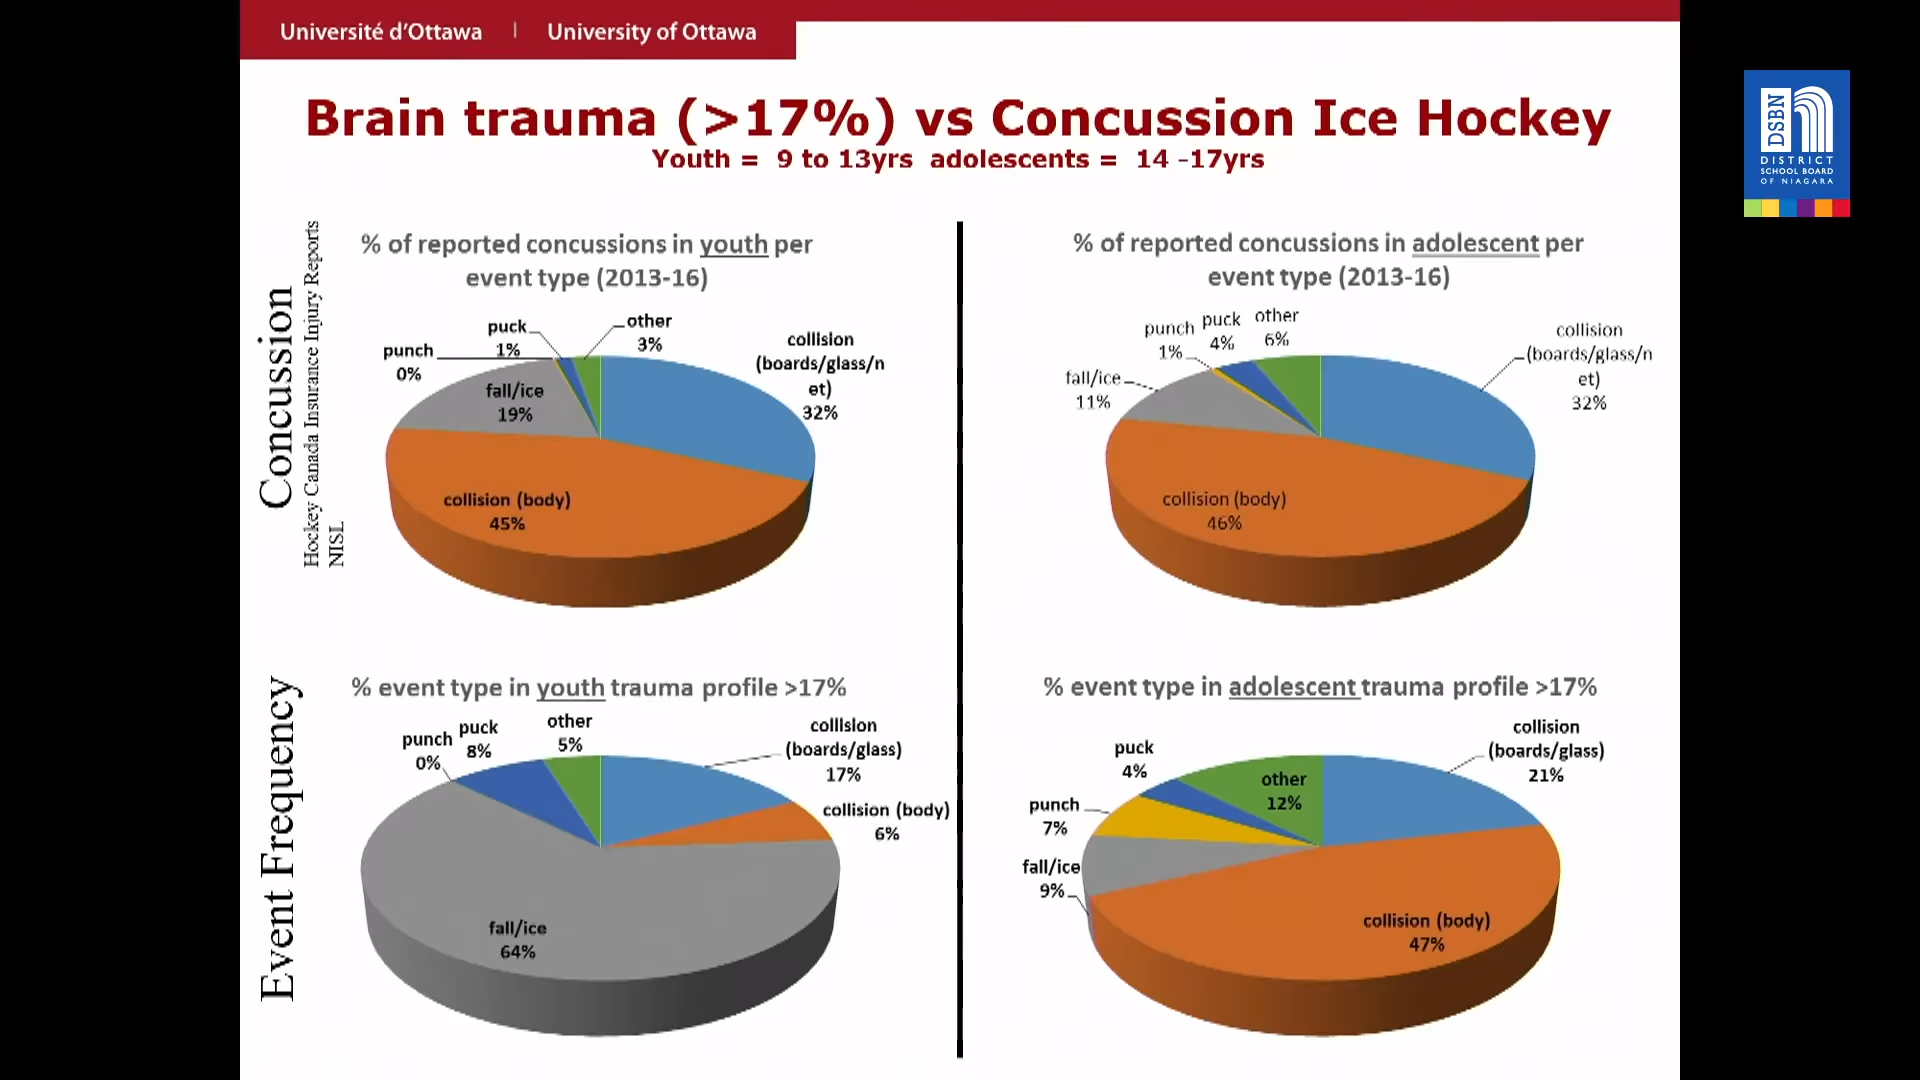 Université d'Ottawa | University of Ottawa
DSBN
DISTRICT
SCHOOL BOARD
OF NIAGARA
Brain trauma (>17%) vs Concussion Ice Hockey
Youth = 9 to 13yrs adolescents = 14 -17yrs
Concussion
Hockey Canada Insurance Injury Reports
NISL
% of reported concussions in youth per
event type (2013-16)
punch
0%
puck
1%
other
3%
collision
(boards/glass/n
et)
32%
fall/ice
19%
collision (body)
45%
% of reported concussions in adolescent per
event type (2013-16)
punch
1%
puck
4%
other
6%
collision
(boards/glass/n
et)
32%
fall/ice
11%
collision (body)
46%
Event Frequency
% event type in youth trauma profile >17%
punch
0%
puck
8%
other
5%
collision
(boards/glass)
17%
collision (body)
6%
fall/ice
64%
% event type in adolescent trauma profile >17%
puck
4%
other
12%
collision
(boards/glass)
21%
punch
7%
fall/ice
9%
collision (body)
47%